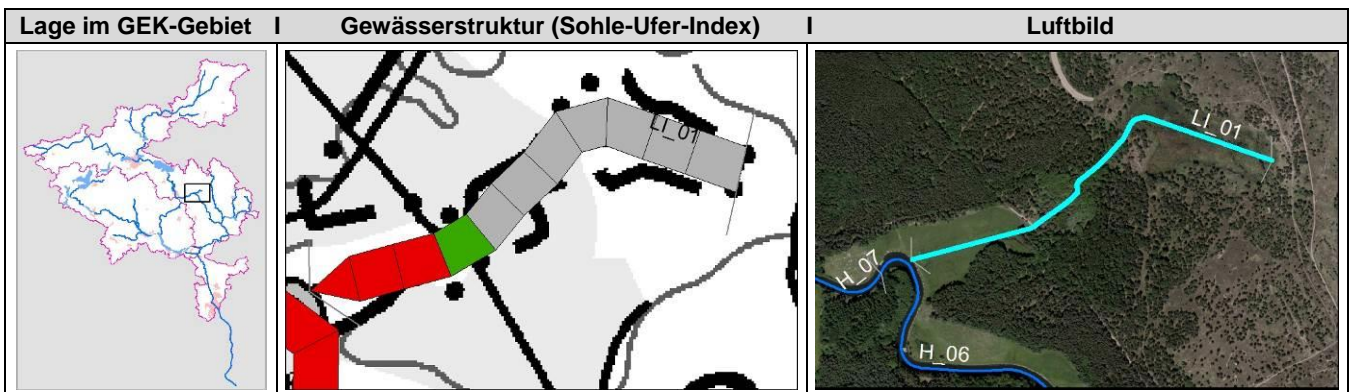 Lage im GEK-Gebiet I Gewässerstruktur (Sohle-Ufer-Index) I Luftbild
LI_01
LI_01
H_07
H_06